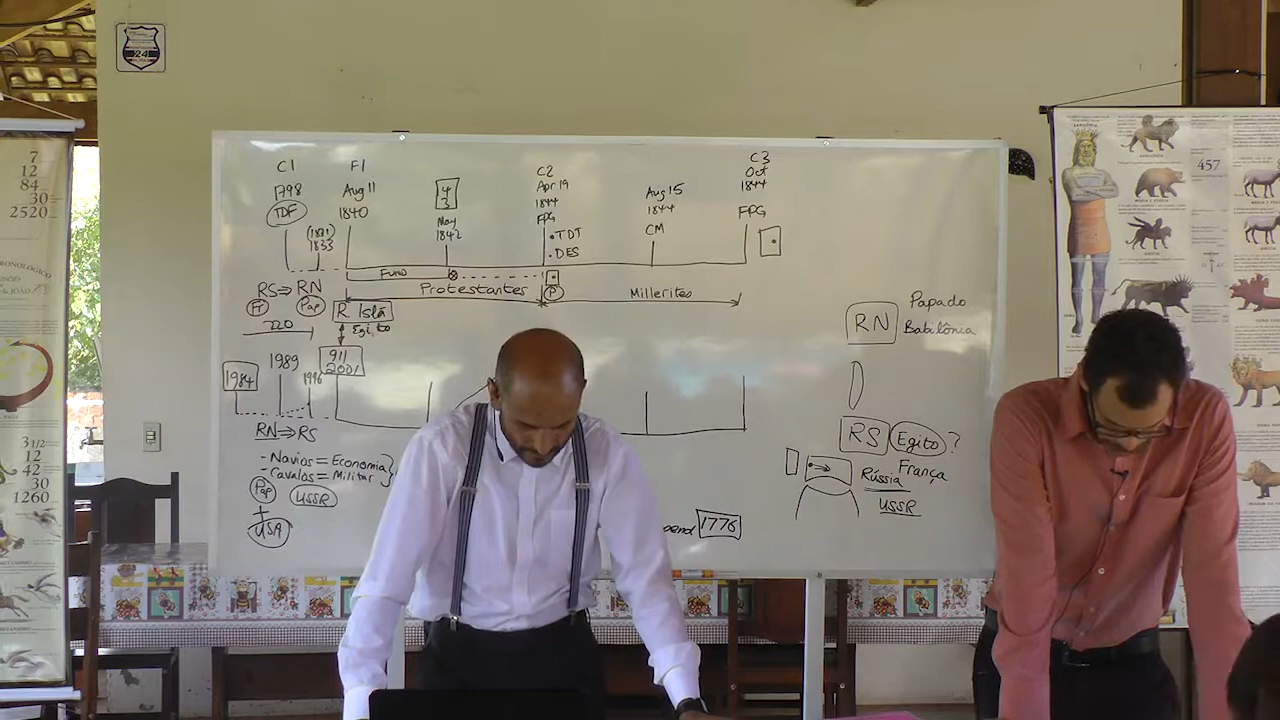 24
7
12
84
30
2520
3 1/2
12
42
30
1260
C1
1798
TDF
(1831)
1833
F1
Aug 11
1840
4
3
May
1842
C2
Apr 19
1844
FPG
• TDT
• DES
Aug 15
1844
CM
C3
Oct
1844
FPG
FUND
RS ⇒ RN
Fr
Pap
Protestantes
P
Millerites
220
R. Islã
Egito
911
2001
1984
1989
1996
RN ⇒ RS
- Navios = Economia
- Cavalos = Militar
Pap
USSR
+
USA
1776
RN
Papado
Babilônia
RS
Egito ?
França
Rússia
USSR
457